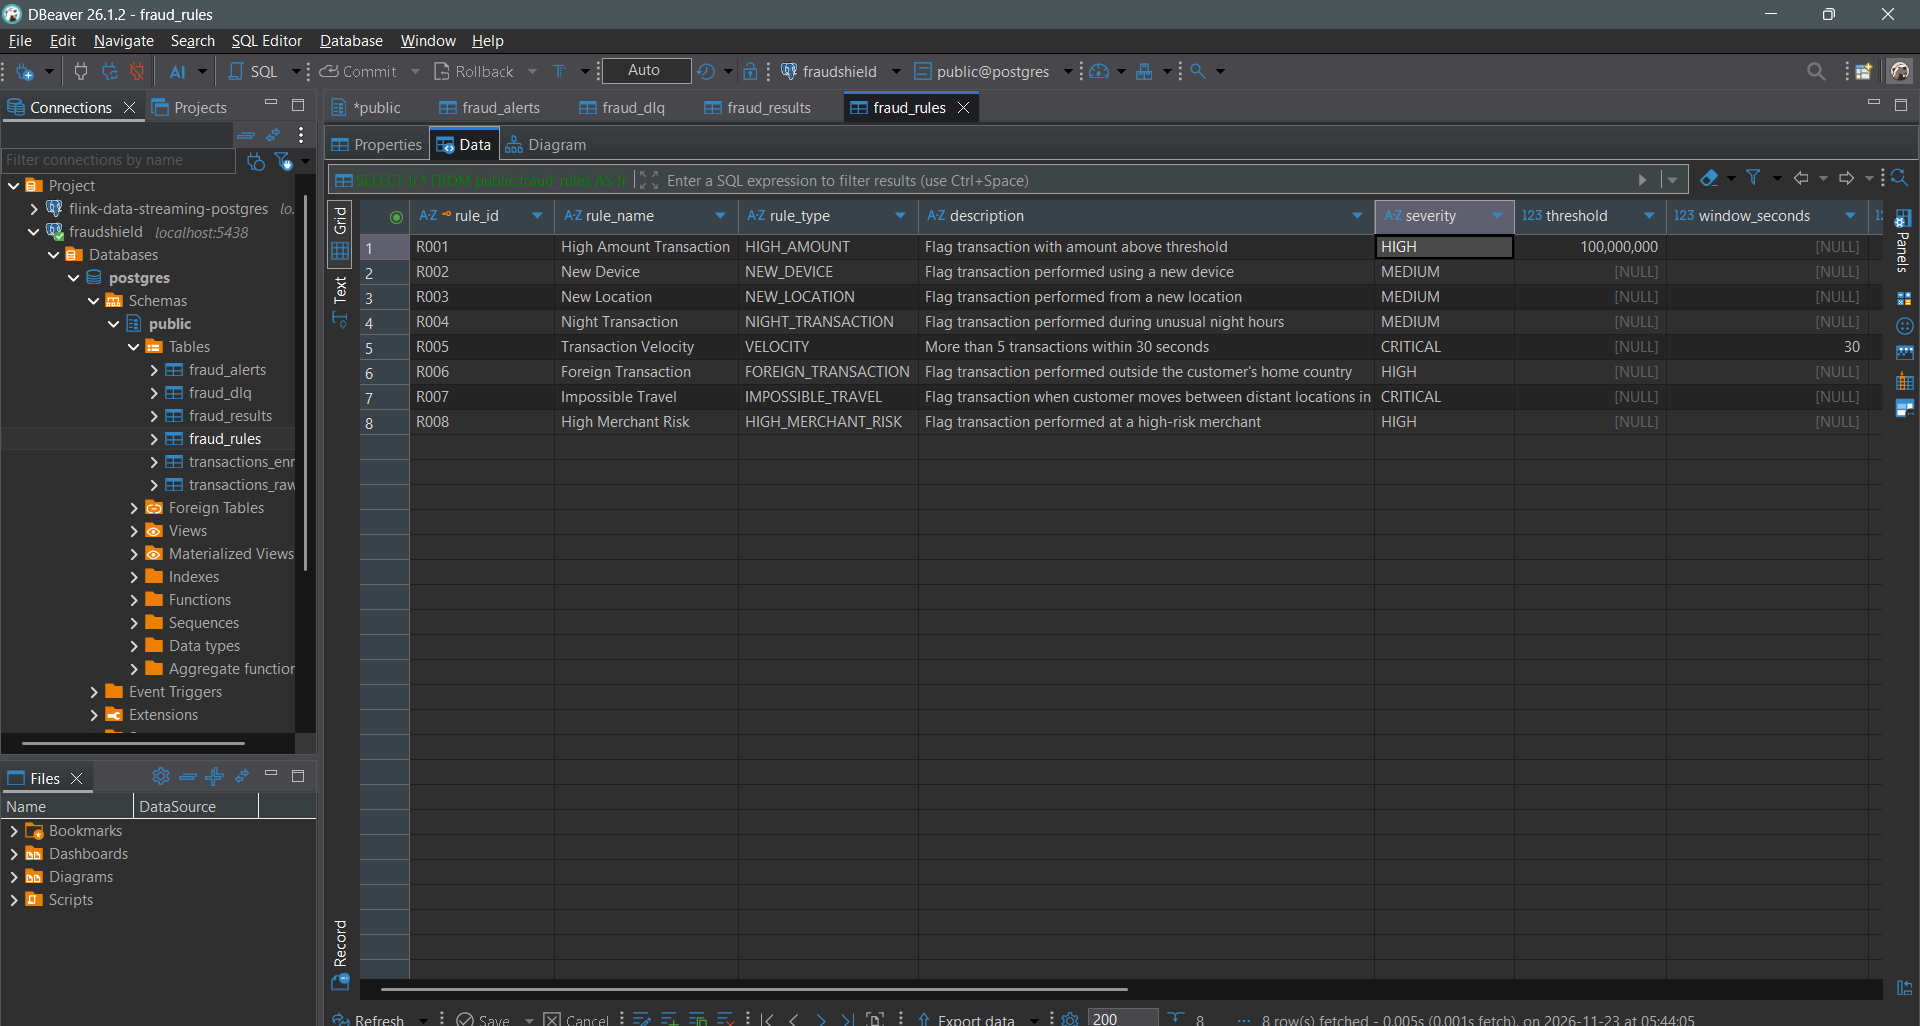 DBeaver 26.1.2 - fraud_rules
File Edit Navigate Search SQL Editor Database Window Help
AI SQL Commit Rollback Auto fraudshield public@postgres
Connections Projects
*public fraud_alerts fraud_dlq fraud_results fraud_rules
Properties Data Diagram
Filter connections by name
SELECT fr.* FROM public.fraud_rules AS fr Enter a SQL expression to filter results (use Ctrl+Space)
Project
flink-data-streaming-postgres lo.
fraudshield localhost:5438
Databases
postgres
Schemas
public
Tables
fraud_alerts
fraud_dlq
fraud_results
fraud_rules
transactions_enr
transactions_raw
Foreign Tables
Views
Materialized Views
Indexes
Functions
Sequences
Data types
Aggregate function
Event Triggers
Extensions
Files
Name DataSource
Bookmarks
Dashboards
Diagrams
Scripts
Grid
Text
Record
A-Z rule_id A-Z rule_name A-Z rule_type A-Z description A-Z severity 123 threshold 123 window_seconds
1 R001 High Amount Transaction HIGH_AMOUNT Flag transaction with amount above threshold HIGH 100,000,000 [NULL]
2 R002 New Device NEW_DEVICE Flag transaction performed using a new device MEDIUM [NULL] [NULL]
3 R003 New Location NEW_LOCATION Flag transaction performed from a new location MEDIUM [NULL] [NULL]
4 R004 Night Transaction NIGHT_TRANSACTION Flag transaction performed during unusual night hours MEDIUM [NULL] [NULL]
5 R005 Transaction Velocity VELOCITY More than 5 transactions within 30 seconds CRITICAL [NULL] 30
6 R006 Foreign Transaction FOREIGN_TRANSACTION Flag transaction performed outside the customer's home country HIGH [NULL] [NULL]
7 R007 Impossible Travel IMPOSSIBLE_TRAVEL Flag transaction when customer moves between distant locations in CRITICAL [NULL] [NULL]
8 R008 High Merchant Risk HIGH_MERCHANT_RISK Flag transaction performed at a high-risk merchant HIGH [NULL] [NULL]
Panels
Refresh Save Cancel Export data 200 8 8 row(s) fetched - 0.005s (0.001s fetch), on 2026-11-23 at 05:44:05